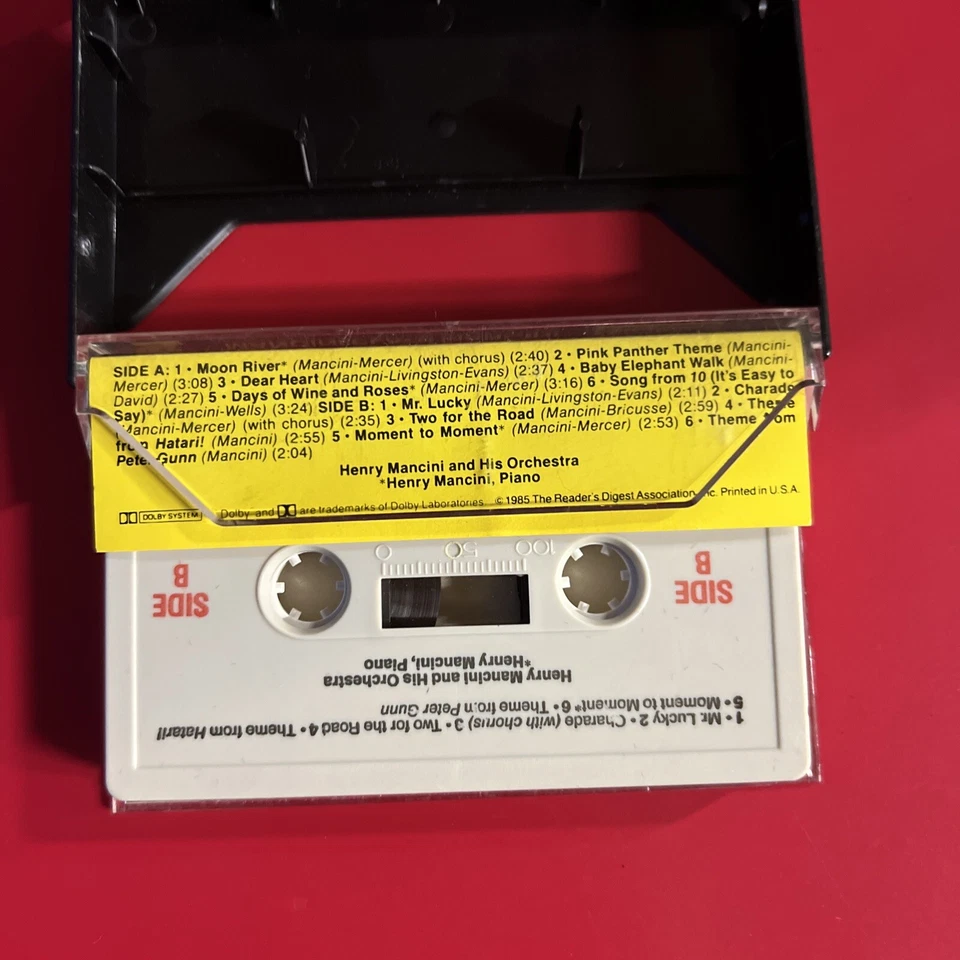 SIDE A: 1 • Moon River* (Mancini-Mercer) (with chorus) (2:40) 2 • Pink Panther Theme (Mancini-
Mercer) (3:08) 3 • Dear Heart (Mancini-Livingston-Evans) (2:37) 4 • Baby Elephant Walk (Mancini-
David) (2:27) 5 • Days of Wine and Roses* (Mancini-Mercer) (3:16) 6 • Song from 10 (It's Easy to
Say)* (Mancini-Wells) (3:24) SIDE B: 1 • Mr. Lucky (Mancini-Livingston-Evans) (2:11) 2 • Charade
(Mancini-Mercer) (with chorus) (2:35) 3 • Two for the Road (Mancini-Bricusse) (2:59) 4 • Theme
from Hatari! (Mancini) (2:55) 5 • Moment to Moment* (Mancini-Mercer) (2:53) 6 • Theme from
Peter Gunn (Mancini) (2:04)
Henry Mancini and His Orchestra
*Henry Mancini, Piano
DOLBY SYSTEM Dolby and are trademarks of Dolby Laboratories © 1985 The Reader's Digest Association, Inc. Printed in U.S.A.
1 • Mr. Lucky 2 • Charade (with chorus) 3 • Two for the Road 4 • Theme from Hatari!
5 • Moment to Moment* 6 • Theme from Peter Gunn
Henry Mancini and His Orchestra
*Henry Mancini, Piano
SIDE B
SIDE B
100 50 0